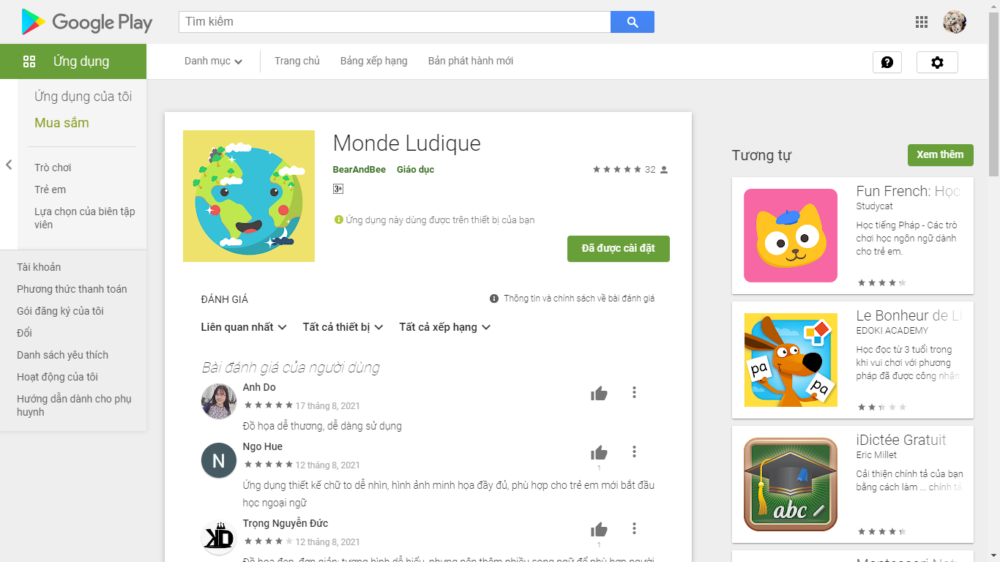 Google Play
Tìm kiếm
Ứng dụng
Danh mục
Trang chủ
Bảng xếp hạng
Bản phát hành mới
Ứng dụng của tôi
Mua sắm
Trò chơi
Trẻ em
Lựa chọn của biên tập
viên
Tài khoản
Phương thức thanh toán
Gói đăng ký của tôi
Đổi
Danh sách yêu thích
Hoạt động của tôi
Hướng dẫn dành cho phụ
huynh
Monde Ludique
BearAndBee Giáo dục
32
3+
Ứng dụng này dùng được trên thiết bị của bạn
Đã được cài đặt
ĐÁNH GIÁ
Thông tin và chính sách về bài đánh giá
Liên quan nhất
Tất cả thiết bị
Tất cả xếp hạng
Bài đánh giá của người dùng
Anh Do
17 tháng 8, 2021
Đồ họa dễ thương, dễ dàng sử dụng
N
Ngo Hue
12 tháng 8, 2021
1
Ứng dụng thiết kế chữ to dễ nhìn, hình ảnh minh họa đầy đủ, phù hợp cho trẻ em mới bắt đầu
học ngoại ngữ
Trọng Nguyễn Đức
12 tháng 8, 2021
1
Đồ họa đẹp, đơn giản; tượng hình dễ hiểu, nhưng nên thêm nhiều song ngữ để phù hợp người
Tương tự
Xem thêm
Fun French: Học
Studycat
Học tiếng Pháp - Các trò
chơi học ngôn ngữ dành
cho trẻ em.
pa
pa
Le Bonheur de Li
EDOKI ACADEMY
Học đọc từ 3 tuổi trong
khi vui chơi với phương
pháp đã được công nhận
abc
iDictée Gratuit
Eric Millet
Cải thiện chính tả của bạn
bằng cách làm ... chính tả
Montessori